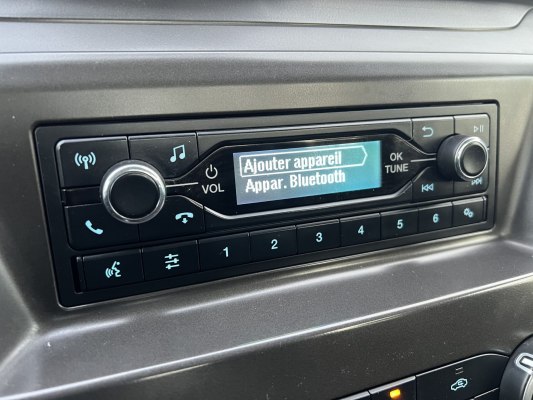 Ajouter appareil
Appar. Bluetooth
VOL
OK
TUNE
1 2 3 4 5 6